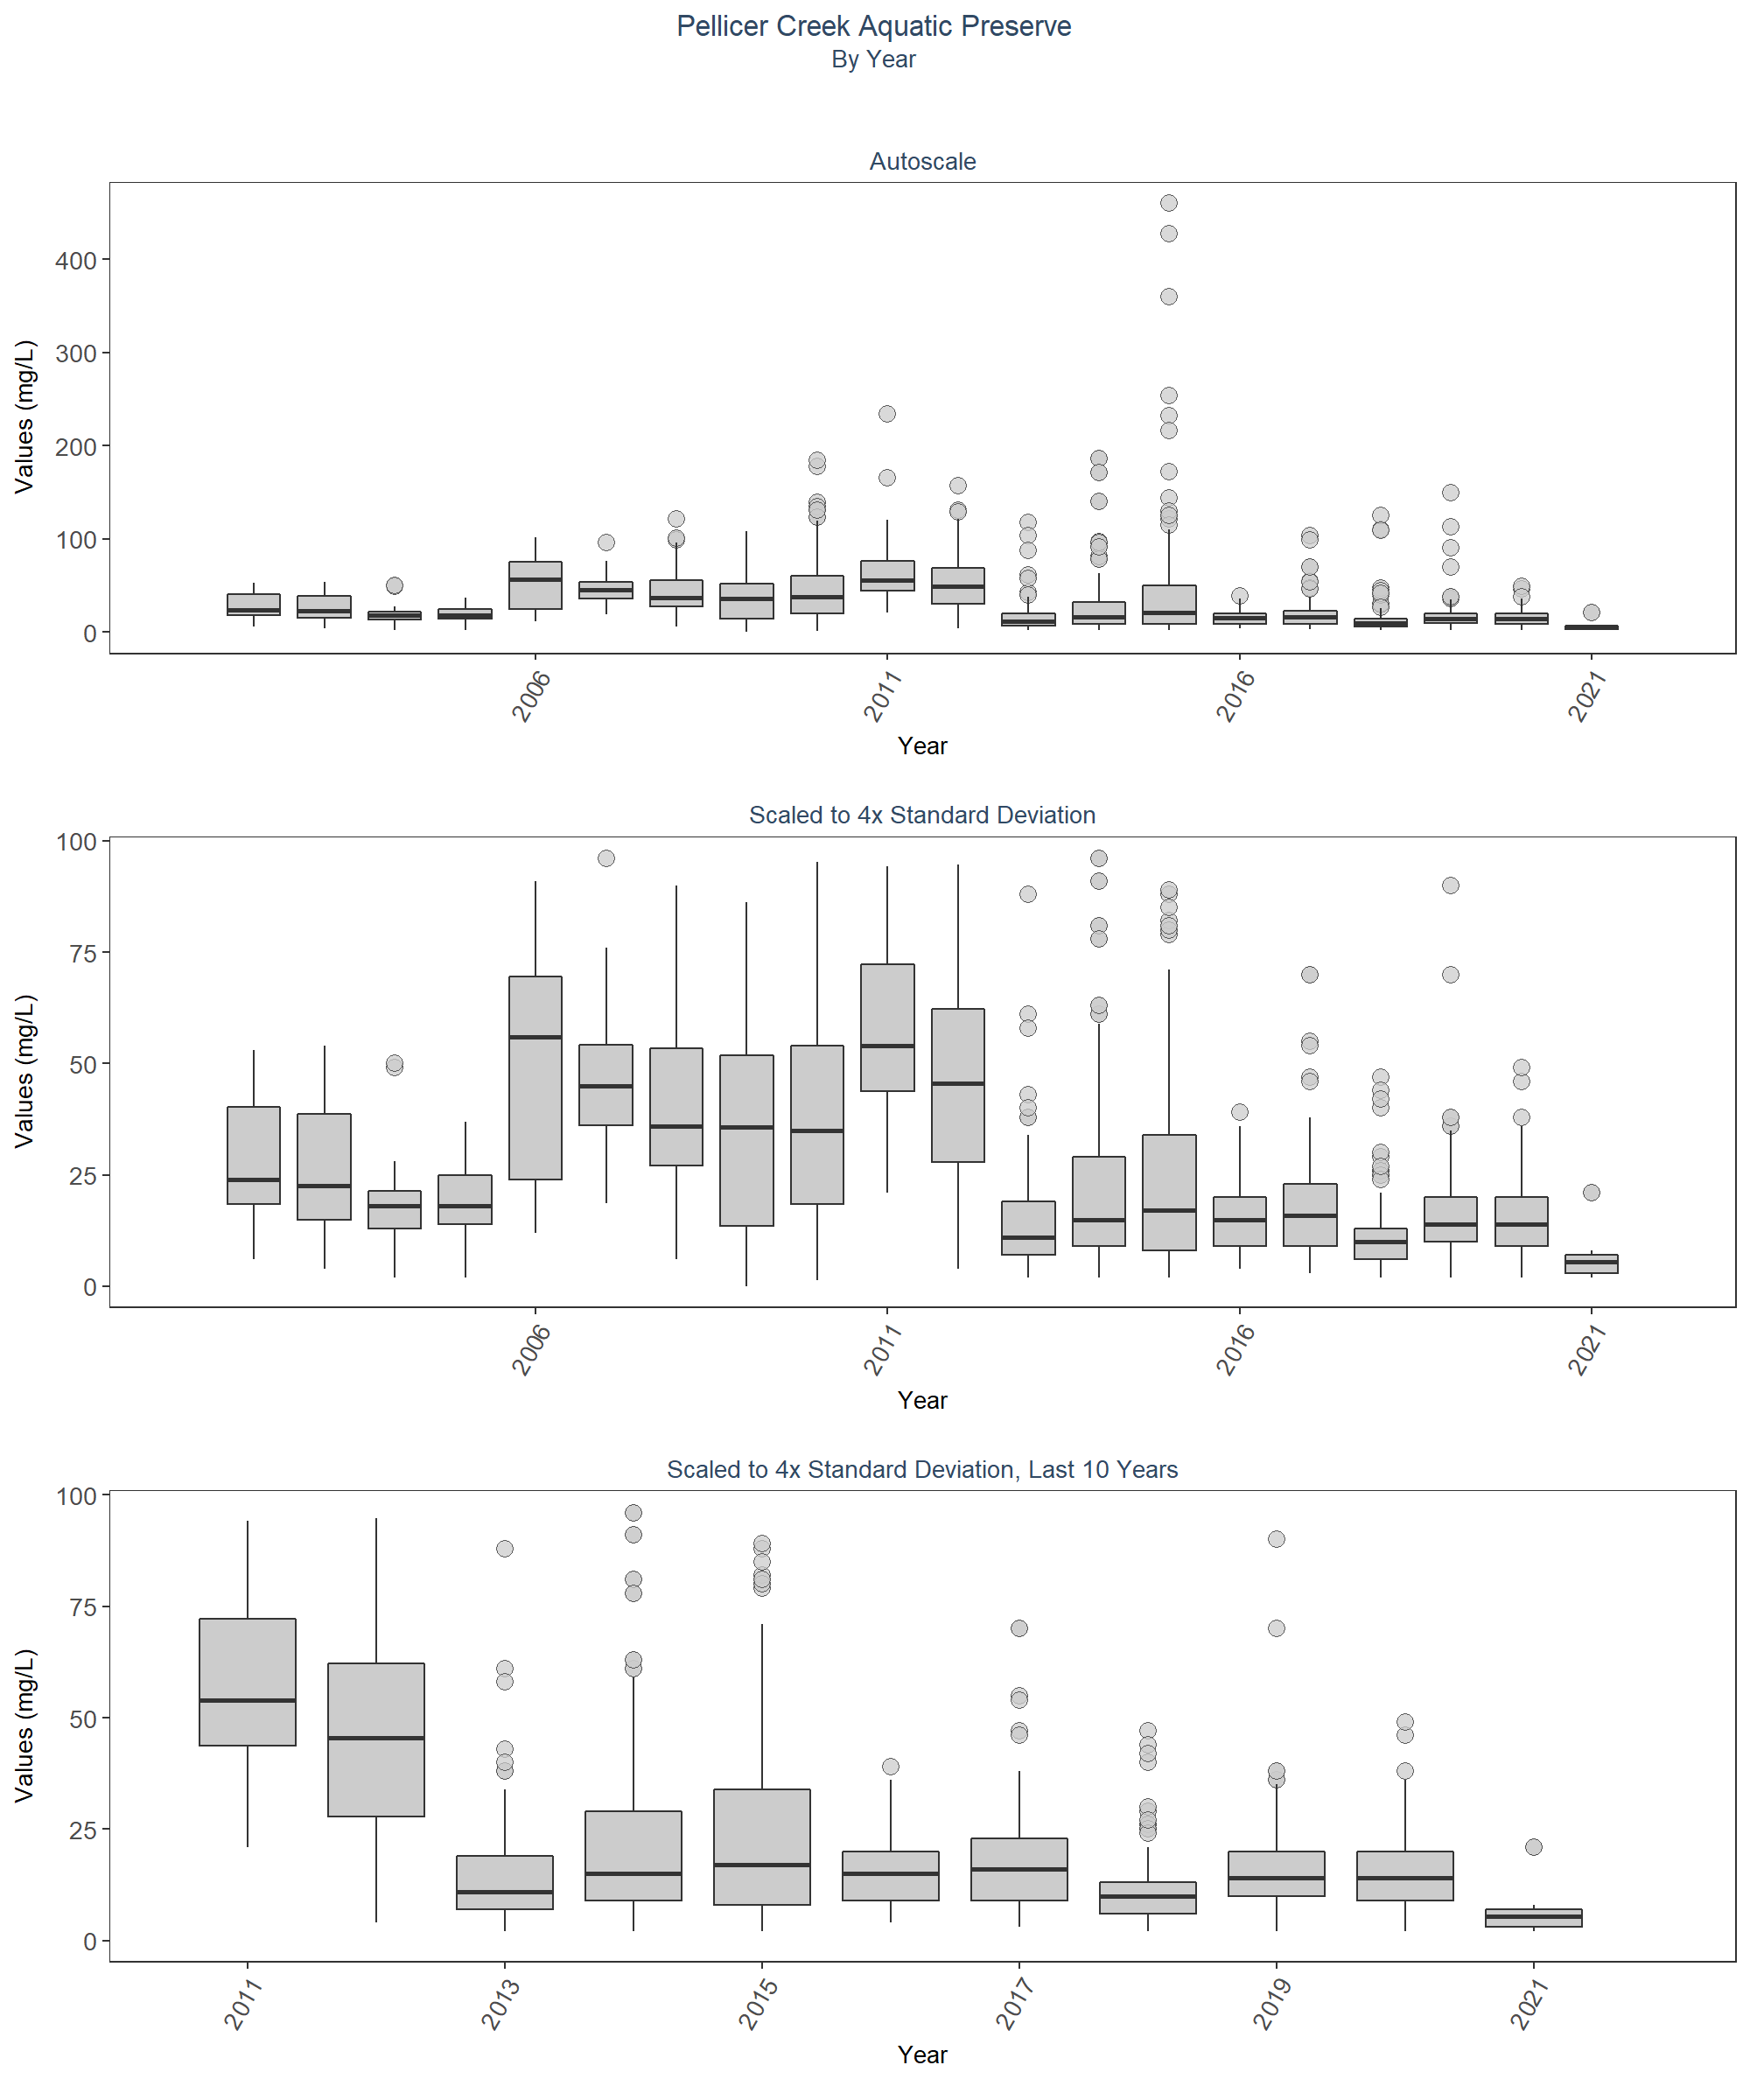 Pellicer Creek Aquatic Preserve
By Year
Autoscale
Values (mg/L)
400
300
200
100
0
2006
2011
2016
2021
Year
Scaled to 4x Standard Deviation
Values (mg/L)
100
75
50
25
0
2006
2011
2016
2021
Year
Scaled to 4x Standard Deviation, Last 10 Years
Values (mg/L)
100
75
50
25
0
2011
2013
2015
2017
2019
2021
Year